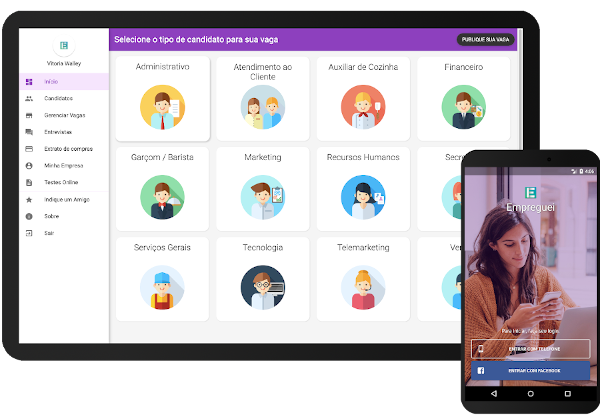 Vitoria Walley
Início
Candidatos
Gerenciar Vagas
Entrevistas
Extrato de compras
Minha Empresa
Testes Online
Indique um Amigo
Sobre
Sair
Selecione o tipo de candidato para sua vaga
PUBLIQUE SUA VAGA
Administrativo
Atendimento ao
Cliente
Auxiliar de Cozinha
Financeiro
Garçom / Barista
Marketing
Recursos Humanos
Secre
Serviços Gerais
Tecnologia
Telemarketing
Ven
4:06
Empreguei
Para iniciar, faça seu login
ENTRAR COM TELEFONE
ENTRAR COM FACEBOOK